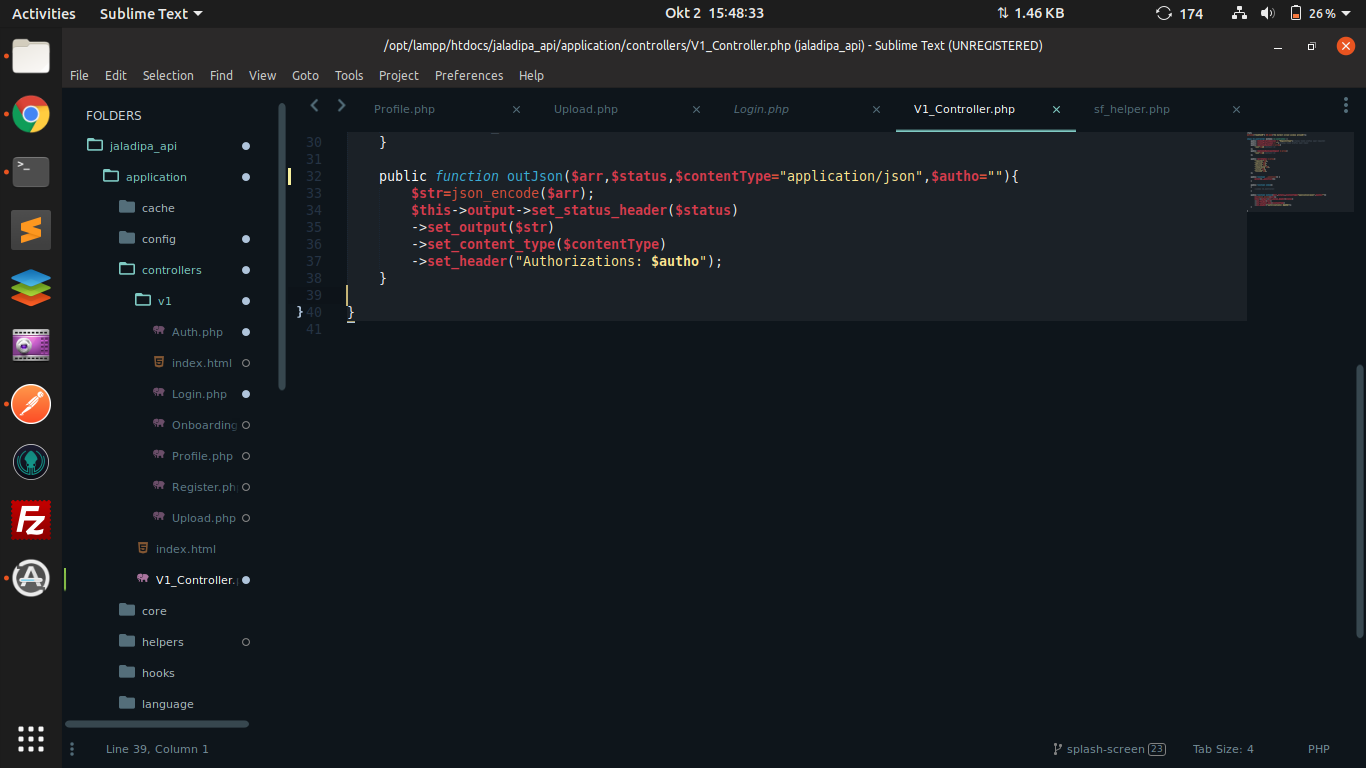 Activities Sublime Text Okt 2 15:48:33 1.46 KB 174 26%
/opt/lampp/htdocs/jaladipa_api/application/controllers/V1_Controller.php (jaladipa_api) - Sublime Text (UNREGISTERED)
File Edit Selection Find View Goto Tools Project Preferences Help
FOLDERS
jaladipa_api
application
cache
config
controllers
v1
Auth.php
index.html
Login.php
Onboarding
Profile.php
Register.ph
Upload.php
index.html
V1_Controller.
core
helpers
hooks
language
Profile.php Upload.php Login.php V1_Controller.php sf_helper.php
30 }
31
32 public function outJson($arr,$status,$contentType="application/json",$autho=""){
33 $str=json_encode($arr);
34 $this->output->set_status_header($status)
35 ->set_output($str)
36 ->set_content_type($contentType)
37 ->set_header("Authorizations: $autho");
38 }
39
} 40 }
41
Line 39, Column 1 splash-screen 23 Tab Size: 4 PHP